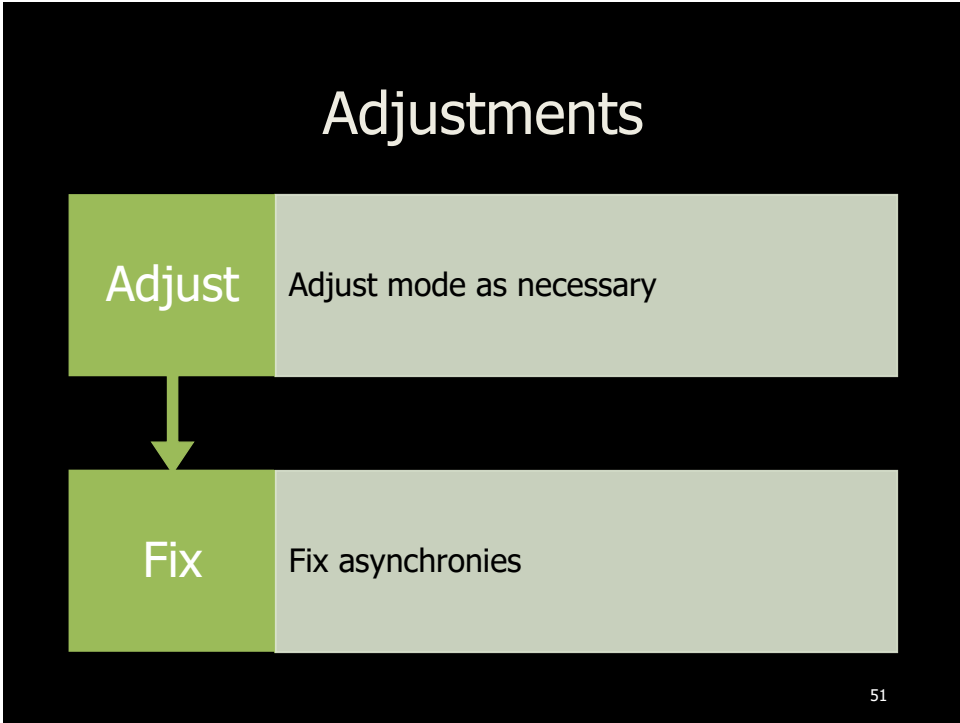 Adjustments
Adjust
Adjust mode as necessary
Fix
Fix asynchronies
51